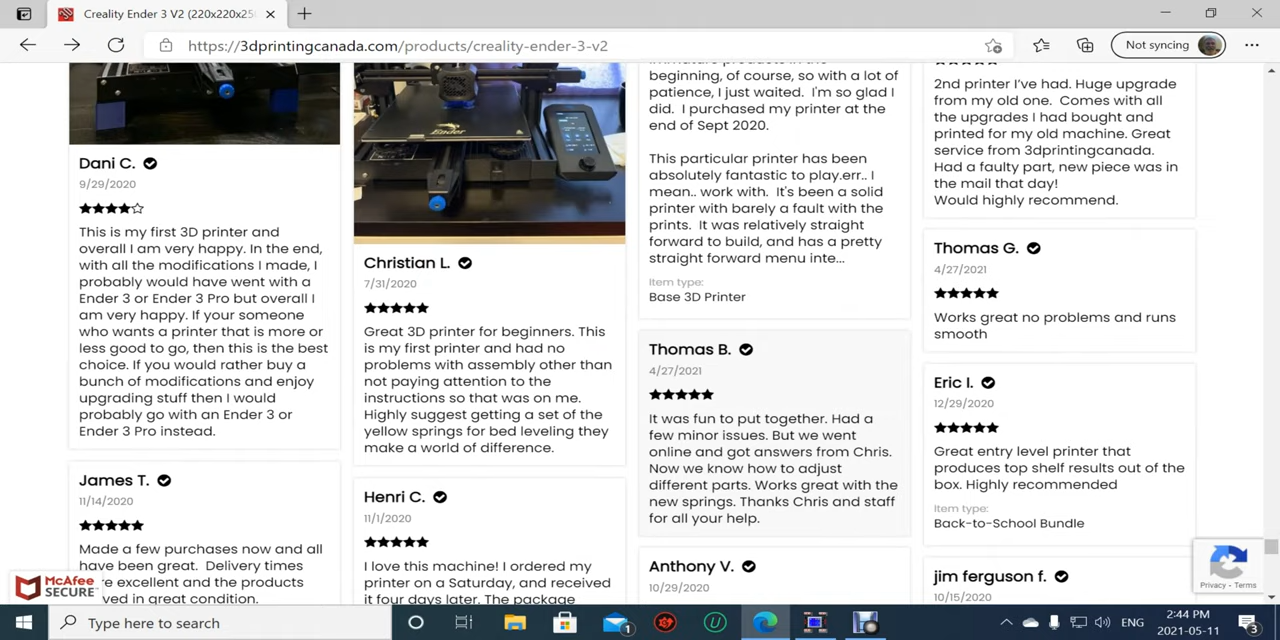 Creality Ender 3 V2 (220x220x25
https://3dprintingcanada.com/products/creality-ender-3-v2
Not syncing
Dani C.
9/29/2020
★★★★☆
This is my first 3D printer and
overall I am very happy. In the end,
with all the modifications I made, I
probably would have went with a
Ender 3 or Ender 3 Pro but overall I
am very happy. If your someone
who wants a printer that is more or
less good to go, then this is the best
choice. If you would rather buy a
bunch of modifications and enjoy
upgrading stuff then I would
probably go with an Ender 3 or
Ender 3 Pro instead.
James T.
11/14/2020
★★★★★
Made a few purchases now and all
have been great.  Delivery times
re excellent and the products
ved in great condition.
Ender
Christian L.
7/31/2020
★★★★★
Great 3D printer for beginners. This
is my first printer and had no
problems with assembly other than
not paying attention to the
instructions so that was on me.
Highly suggest getting a set of the
yellow springs for bed leveling they
make a world of difference.
Henri C.
11/1/2020
★★★★★
I love this machine! I ordered my
printer on a Saturday, and received
it four days later. The package
immature products in the
beginning, of course, so with a lot of
patience, I just waited.  I'm so glad I
did.  I purchased my printer at the
end of Sept 2020.
This particular printer has been
absolutely fantastic to play.err.. I
mean.. work with.  It's been a solid
printer with barely a fault with the
prints.  It was relatively straight
forward to build, and has a pretty
straight forward menu inte...
Item type:
Base 3D Printer
Thomas B.
4/27/2021
★★★★★
It was fun to put together. Had a
few minor issues. But we went
online and got answers from Chris.
Now we know how to adjust
different parts. Works great with the
new springs. Thanks Chris and staff
for all your help.
Anthony V.
10/29/2020
2nd printer I've had. Huge upgrade
from my old one.  Comes with all
the upgrades I had bought and
printed for my old machine. Great
service from 3dprintingcanada.
Had a faulty part, new piece was in
the mail that day!
Would highly recommend.
Thomas G.
4/27/2021
★★★★★
Works great no problems and runs
smooth
Eric I.
12/29/2020
★★★★★
Great entry level printer that
produces top shelf results out of the
box. Highly recommended
Item type:
Back-to-School Bundle
jim ferguson f.
10/15/2020
Privacy - Terms
McAfee
SECURE
Type here to search
1
ENG
2:44 PM
2021-05-11
3